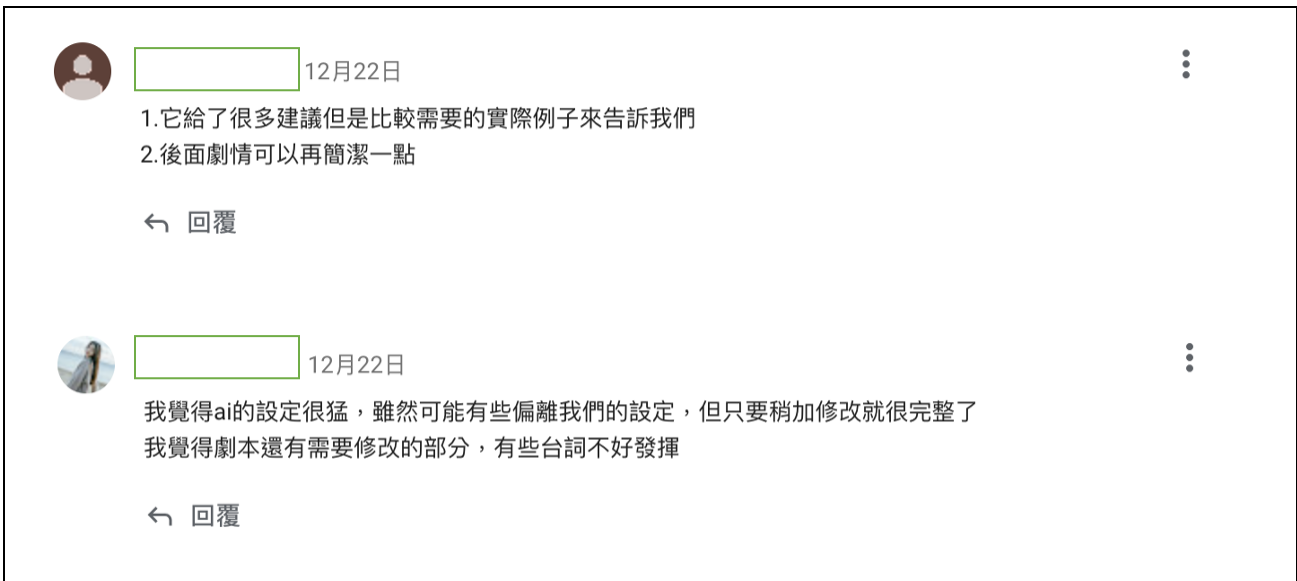 12月22日
1.它給了很多建議但是比較需要的實際例子來告訴我們
2.後面劇情可以再簡潔一點
回覆
12月22日
我覺得ai的設定很猛，雖然可能有些偏離我們的設定，但只要稍加修改就很完整了
我覺得劇本還有需要修改的部分，有些台詞不好發揮
回覆